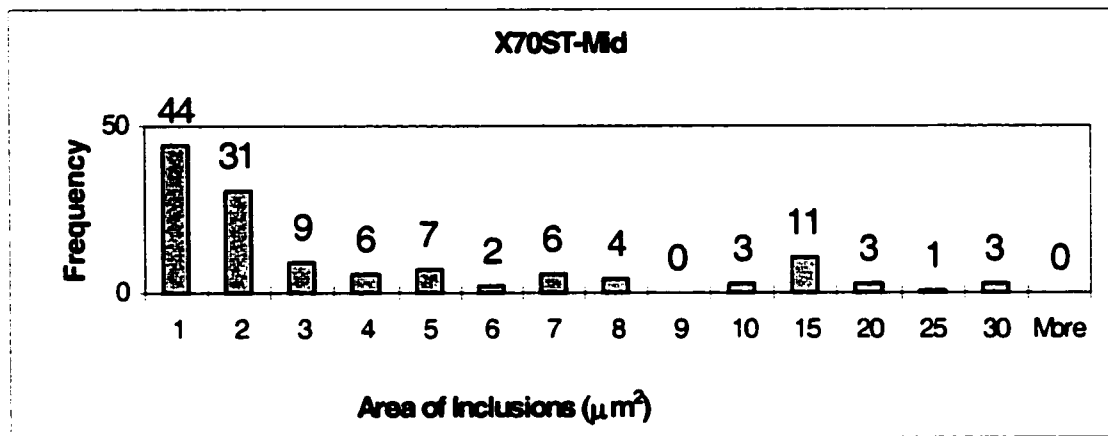 X70ST-Mid
Frequency
50
0
44 31 9 6 7 2 6 4 0 3 11 3 1 3 0
1 2 3 4 5 6 7 8 9 10 15 20 25 30 More
Area of Inclusions (μm²)